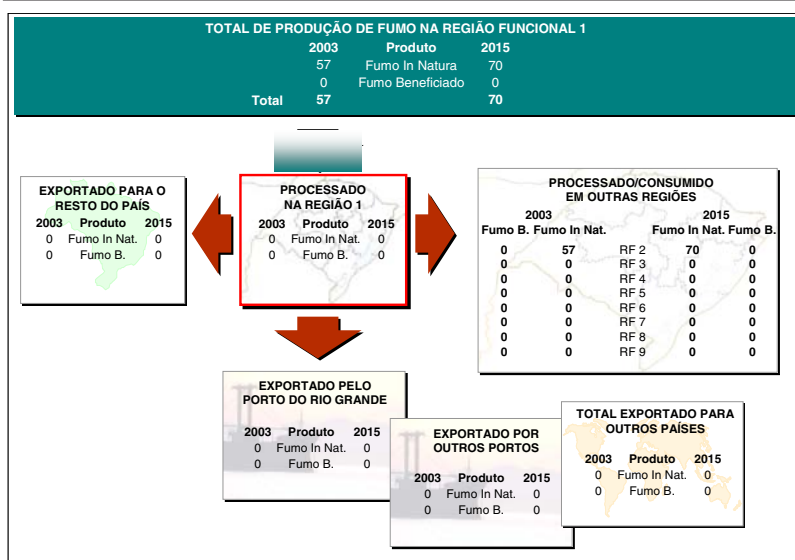 TOTAL DE PRODUÇÃO DE FUMO NA REGIÃO FUNCIONAL 1
2003 Produto 2015
57 Fumo In Natura 70
0 Fumo Beneficiado 0
Total 57 70
EXPORTADO PARA O
RESTO DO PAÍS
2003 Produto 2015
0 Fumo In Nat. 0
0 Fumo B. 0
PROCESSADO
NA REGIÃO 1
2003 Produto 2015
0 Fumo In Nat. 0
0 Fumo B. 0
PROCESSADO/CONSUMIDO
EM OUTRAS REGIÕES
2003 2015
Fumo B. Fumo In Nat. Fumo In Nat. Fumo B.
0 57 RF 2 70 0
0 0 RF 3 0 0
0 0 RF 4 0 0
0 0 RF 5 0 0
0 0 RF 6 0 0
0 0 RF 7 0 0
0 0 RF 8 0 0
0 0 RF 9 0 0
EXPORTADO PELO
PORTO DO RIO GRANDE
2003 Produto 2015
0 Fumo In Nat. 0
0 Fumo B. 0
EXPORTADO POR
OUTROS PORTOS
2003 Produto 2015
0 Fumo In Nat. 0
0 Fumo B. 0
TOTAL EXPORTADO PARA
OUTROS PAÍSES
2003 Produto 2015
0 Fumo In Nat. 0
0 Fumo B. 0